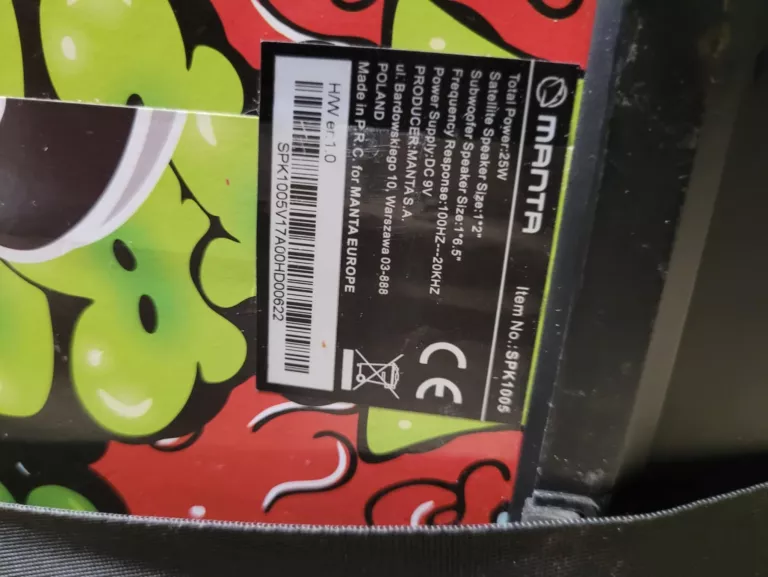 MANTA
Item No.:SPK1005
Total Power:25W
Satellite Speaker Size:1*2"
Subwoofer Speaker Size:1*6.5"
Frequency Response:100HZ---20KHZ
Power Supply:DC 9V
PRODUCER:MANTA S.A.
ul. Bardowskiego 10, Warszawa 03-888
POLAND
Made in P.R.C. for MANTA EUROPE
CE
H/W er:1.0
SPK1005V17A00HD00622